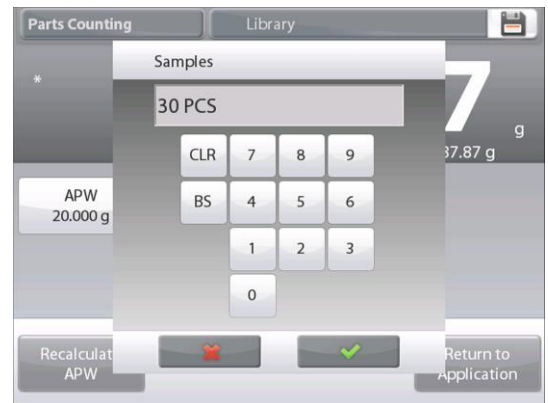 Parts Counting
Library
Samples
*
30 PCS
7
g
37.87 g
CLR 7 8 9
BS 4 5 6
1 2 3
0
APW
20.000 g
Recalculat
APW
Return to
Application